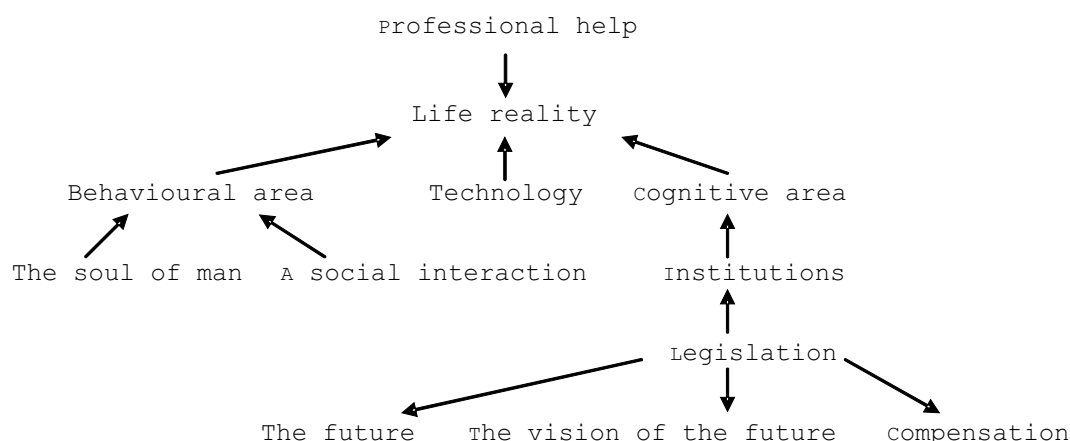 Professional help
Life reality
Behavioural area Technology Cognitive area
The soul of man A social interaction Institutions
Legislation
The future The vision of the future Compensation